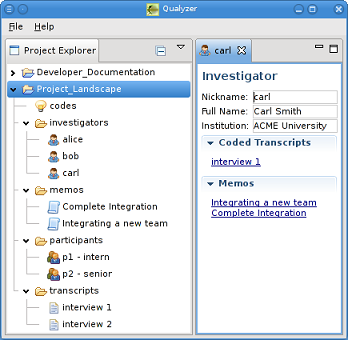 Qualyzer
File Help
Project Explorer
Developer_Documentation
Project_Landscape
codes
investigators
alice
bob
carl
memos
Complete Integration
Integrating a new team
participants
p1 - intern
p2 - senior
transcripts
interview 1
interview 2
carl
Investigator
Nickname: carl
Full Name: Carl Smith
Institution: ACME University
Coded Transcripts
interview 1
Memos
Integrating a new team
Complete Integration